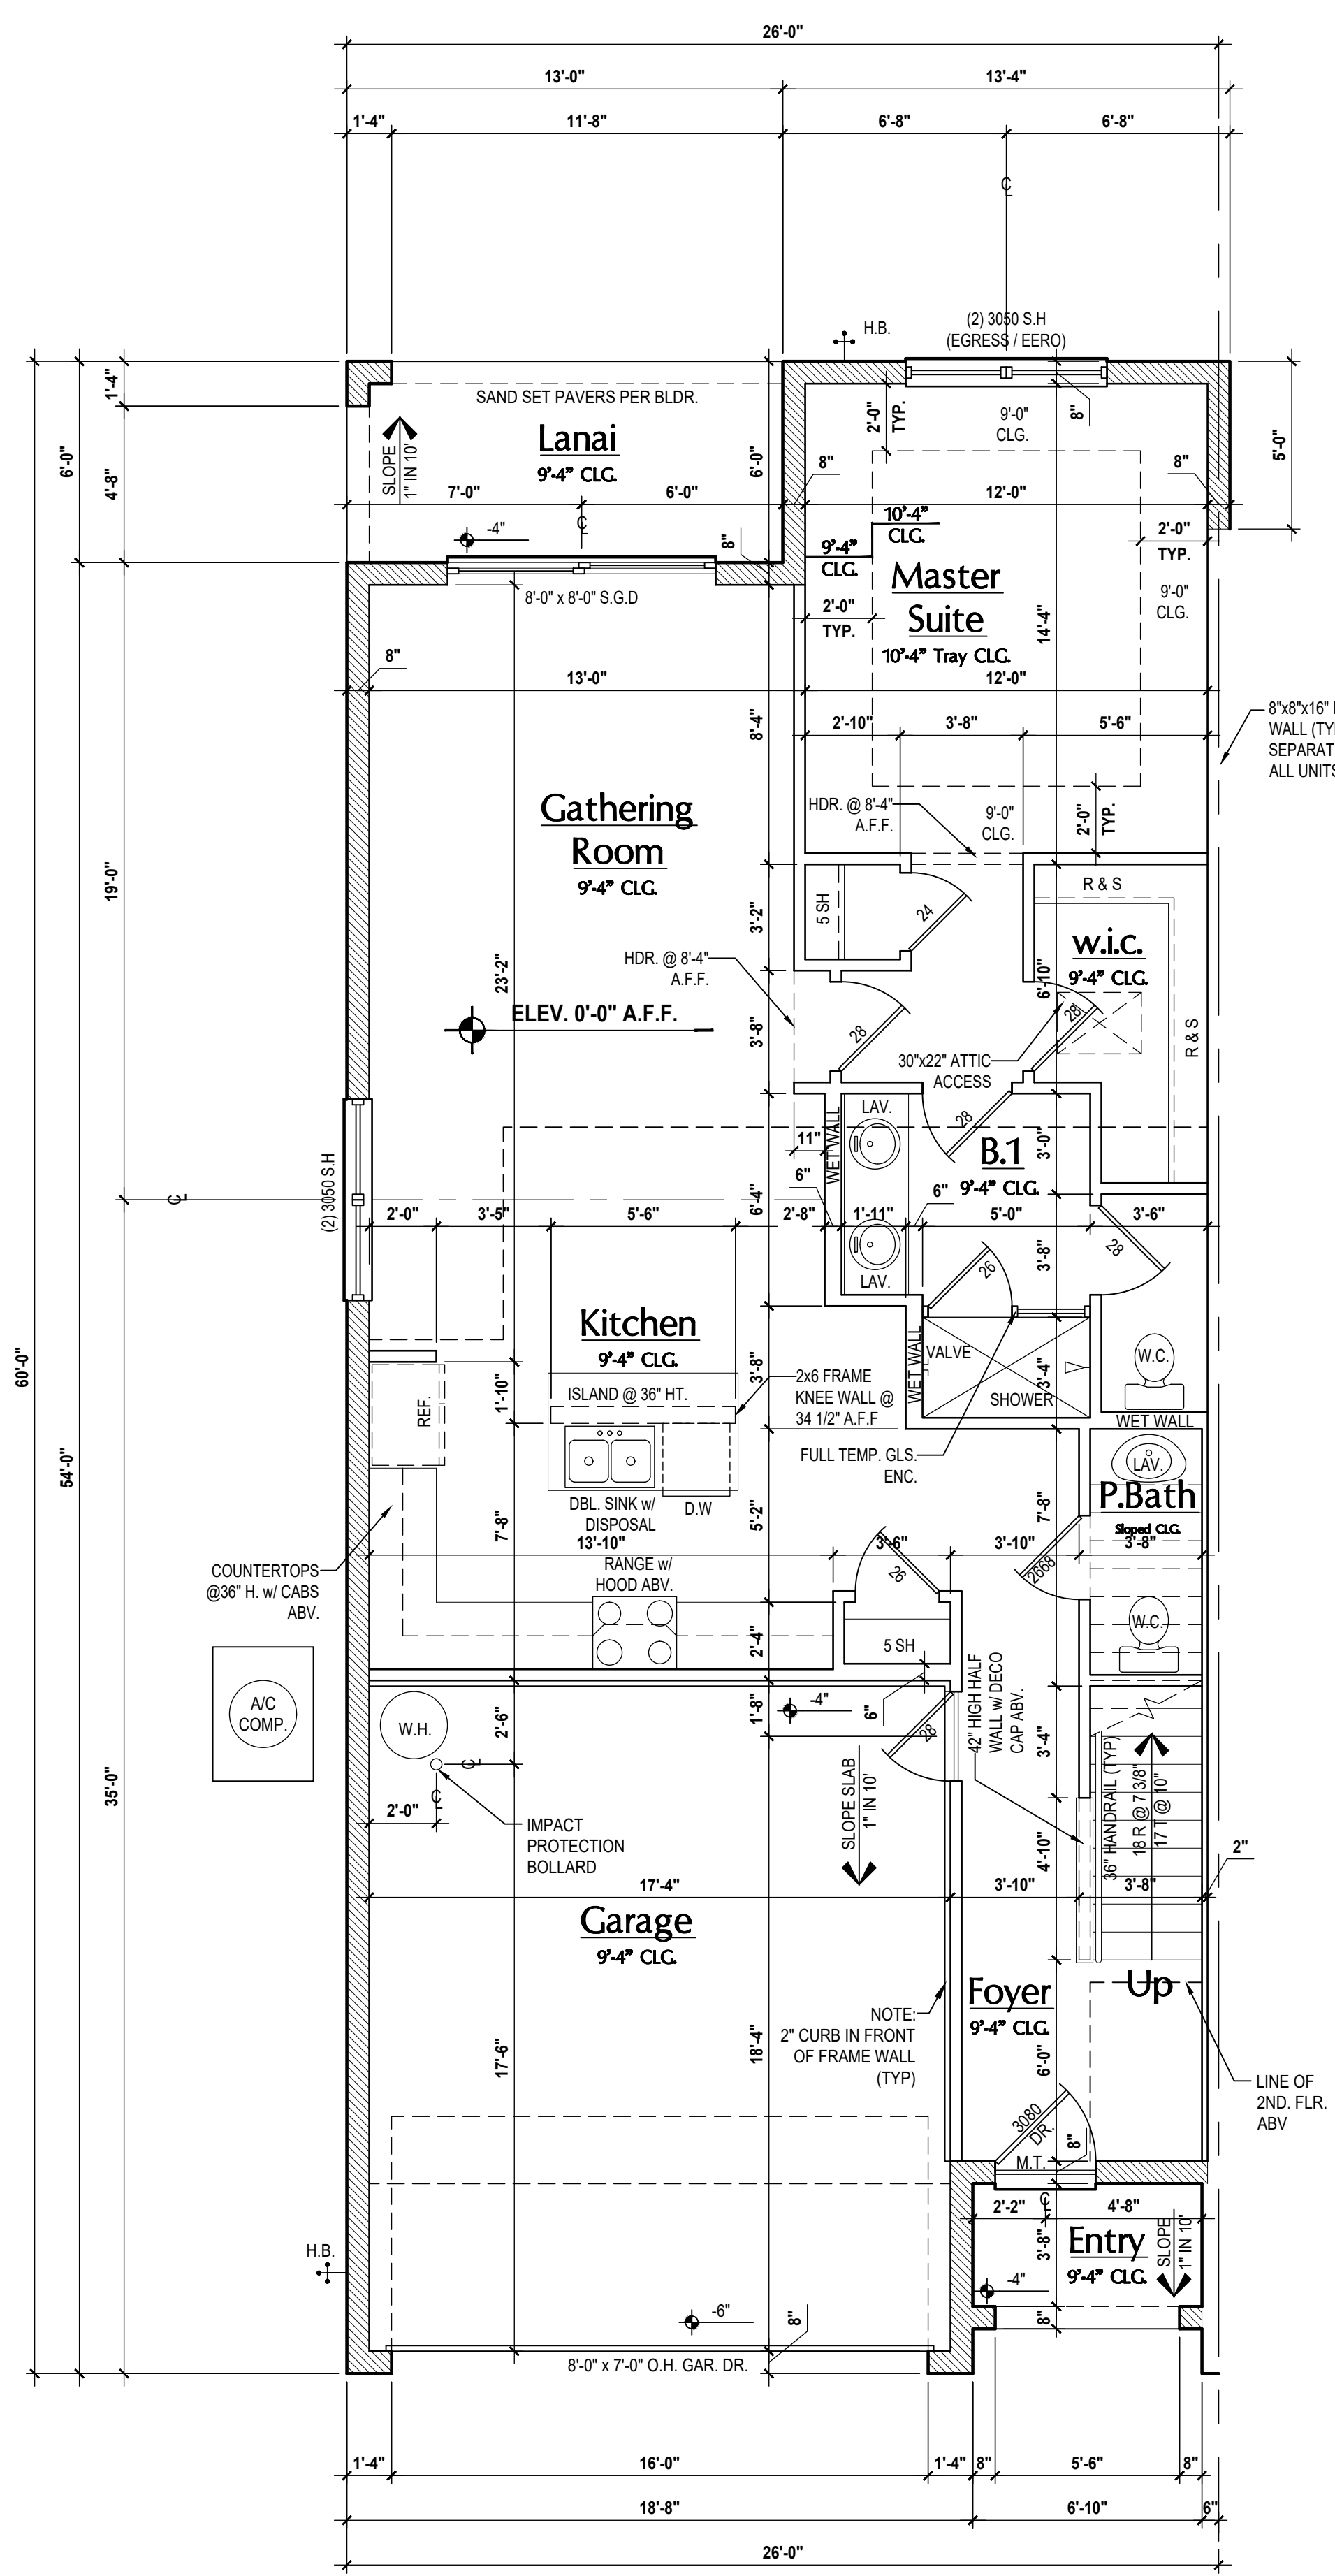 26'-0"
13'-0"
13'-4"
1'-4"
11'-8"
6'-8"
6'-8"
℄
(2) 3050 S.H
(EGRESS / EERO)
H.B.
1'-4"
6'-0"
4'-8"
SAND SET PAVERS PER BLDR.
Lanai
9'-4" CLG.
SLOPE
1" IN 10'
7'-0"
6'-0"
℄
6'-0"
-4"
8"
8'-0" x 8'-0" S.G.D
2'-0"
TYP.
9'-0"
CLG.
8"
5'-0"
8"
8"
12'-0"
10'-4"
CLG.
9'-4"
CLG.
2'-0"
TYP.
Master
Suite
10'-4" Tray CLG.
2'-0"
TYP.
9'-0"
CLG.
14'-4"
8"
13'-0"
12'-0"
8'-4"
2'-10"
3'-8"
5'-6"
8"x8"x16"
WALL (TY
SEPARAT
ALL UNITS
Gathering
Room
9'-4" CLG.
HDR. @ 8'-4"
A.F.F.
9'-0"
CLG.
2'-0"
TYP.
19'-0"
5 SH
24
R & S
w.i.c.
9'-4" CLG.
6'-10"
R & S
3'-2"
23'-2"
HDR. @ 8'-4"
A.F.F.
ELEV. 0'-0" A.F.F.
3'-8"
28
28
30"x22" ATTIC
ACCESS
28
LAV.
WET WALL
11"
6"
B.1
9'-4" CLG.
3'-0"
(2) 3050 S.H
℄
2'-0"
3'-5"
5'-6"
6'-4"
2'-8"
1'-11"
6"
5'-0"
3'-6"
LAV.
26
3'-8"
28
Kitchen
9'-4" CLG.
ISLAND @ 36" HT.
3'-8"
2x6 FRAME
KNEE WALL @
34 1/2" A.F.F
WET WALL
VALVE
3'-4"
SHOWER
W.C.
WET WALL
60'-0"
54'-0"
REF.
1'-10"
FULL TEMP. GLS.
ENC.
LAV.
P.Bath
Sloped CLG.
DBL. SINK w/
DISPOSAL
D.W
7'-8"
5'-2"
7'-8"
13'-10"
3'-6"
3'-10"
3'-8"
COUNTERTOPS
@36" H. w/ CABS
ABV.
RANGE w/
HOOD ABV.
26
2668
W.C.
2'-4"
5 SH
A/C
COMP.
W.H.
2'-6"
1'-8"
-4"
6"
28
42" HIGH HALF
WALL w/ DECO
CAP ABV.
3'-4"
℄
℄
2'-0"
IMPACT
PROTECTION
BOLLARD
SLOPE SLAB
1" IN 10'
36" HANDRAIL (TYP)
18 R @ 7 3/8"
17 T @ 10"
35'-0"
4'-10"
2"
17'-4"
3'-10"
3'-8"
Garage
9'-4" CLG.
Foyer
9'-4" CLG.
Up
NOTE:
2" CURB IN FRONT
OF FRAME WALL
(TYP)
17'-6"
18'-4"
6'-0"
LINE OF
2ND. FLR.
ABV
3080
DR.
8"
M.T.
2'-2"
℄
4'-8"
Entry
9'-4" CLG.
3'-8"
SLOPE
1" IN 10'
H.B.
-4"
-6"
8"
8"
8'-0" x 7'-0" O.H. GAR. DR.
1'-4"
16'-0"
1'-4"
8"
5'-6"
8"
18'-8"
6'-10"
6"
26'-0"